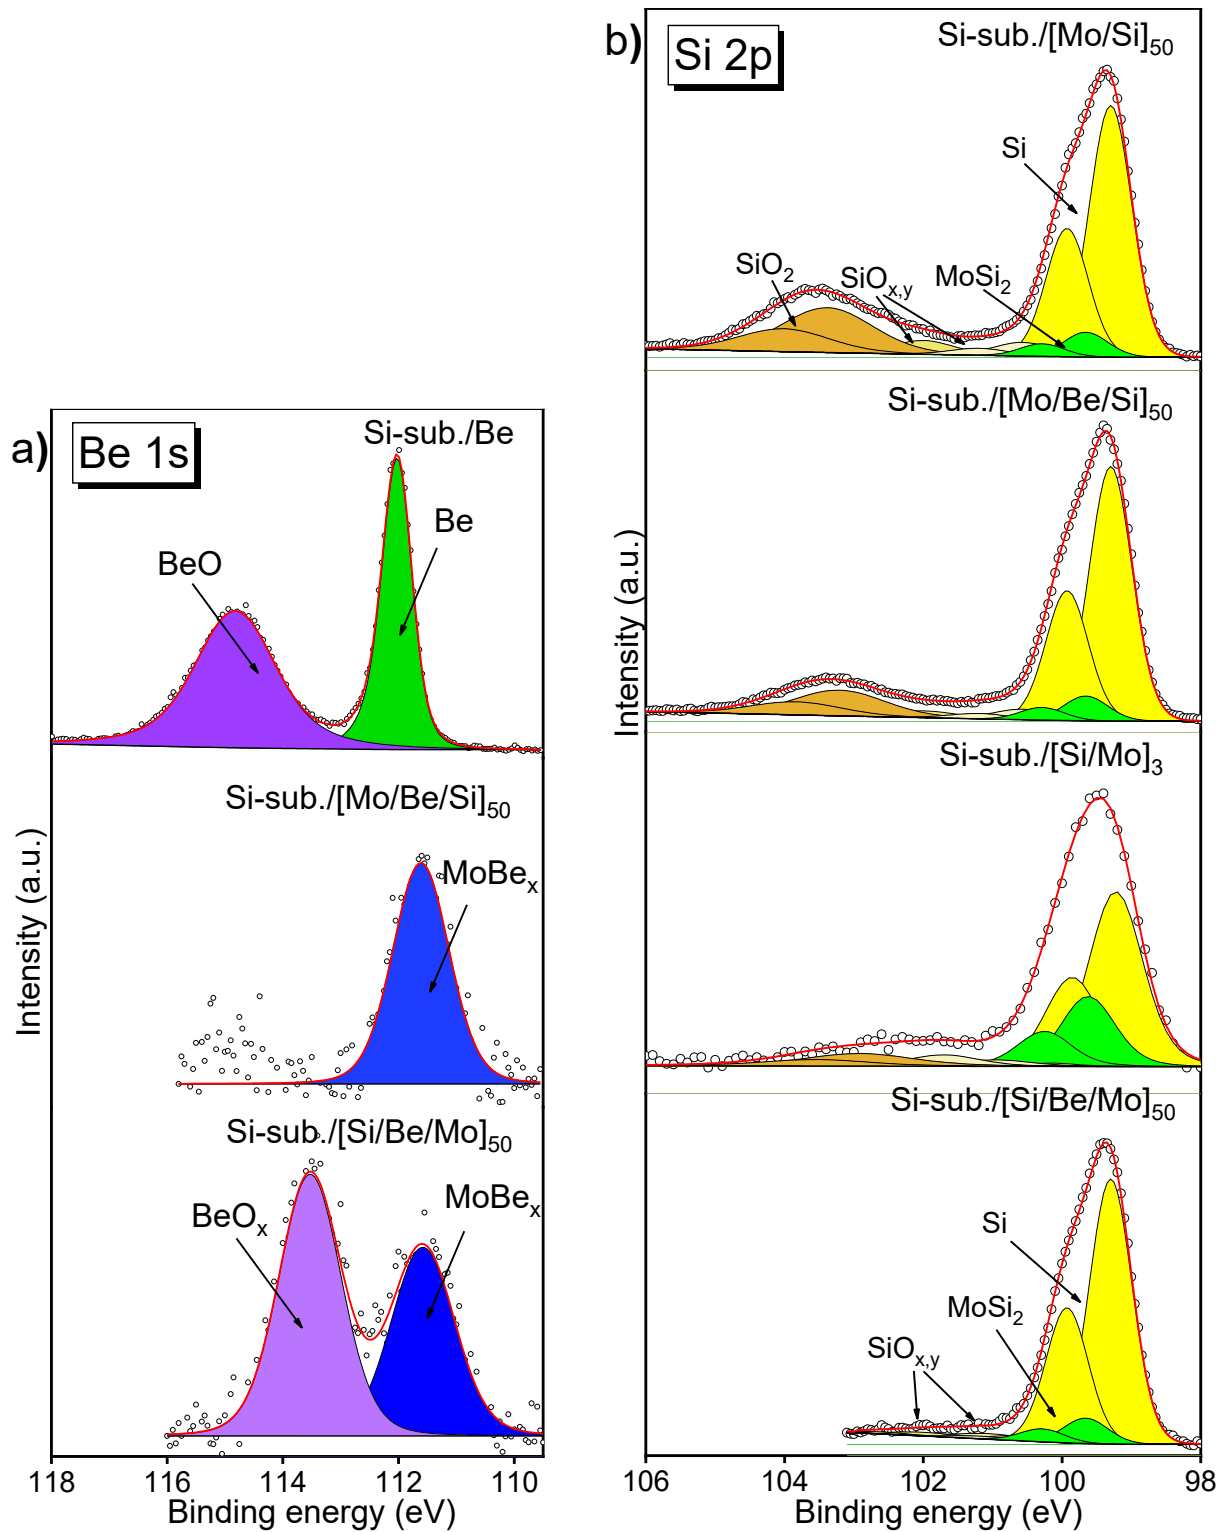 a)
Be 1s
Si-sub./Be
Be
BeO
Si-sub./[Mo/Be/Si]50
MoBex
Si-sub./[Si/Be/Mo]50
MoBex
BeOx
Intensity (a.u.)
118 116 114 112 110
Binding energy (eV)
b)
Si 2p
Si-sub./[Mo/Si]50
Si
SiO2
SiOx,y
MoSi2
Si-sub./[Mo/Be/Si]50
Si-sub./[Si/Mo]3
Si-sub./[Si/Be/Mo]50
Si
MoSi2
SiOx,y
Intensity (a.u.)
106 104 102 100 98
Binding energy (eV)